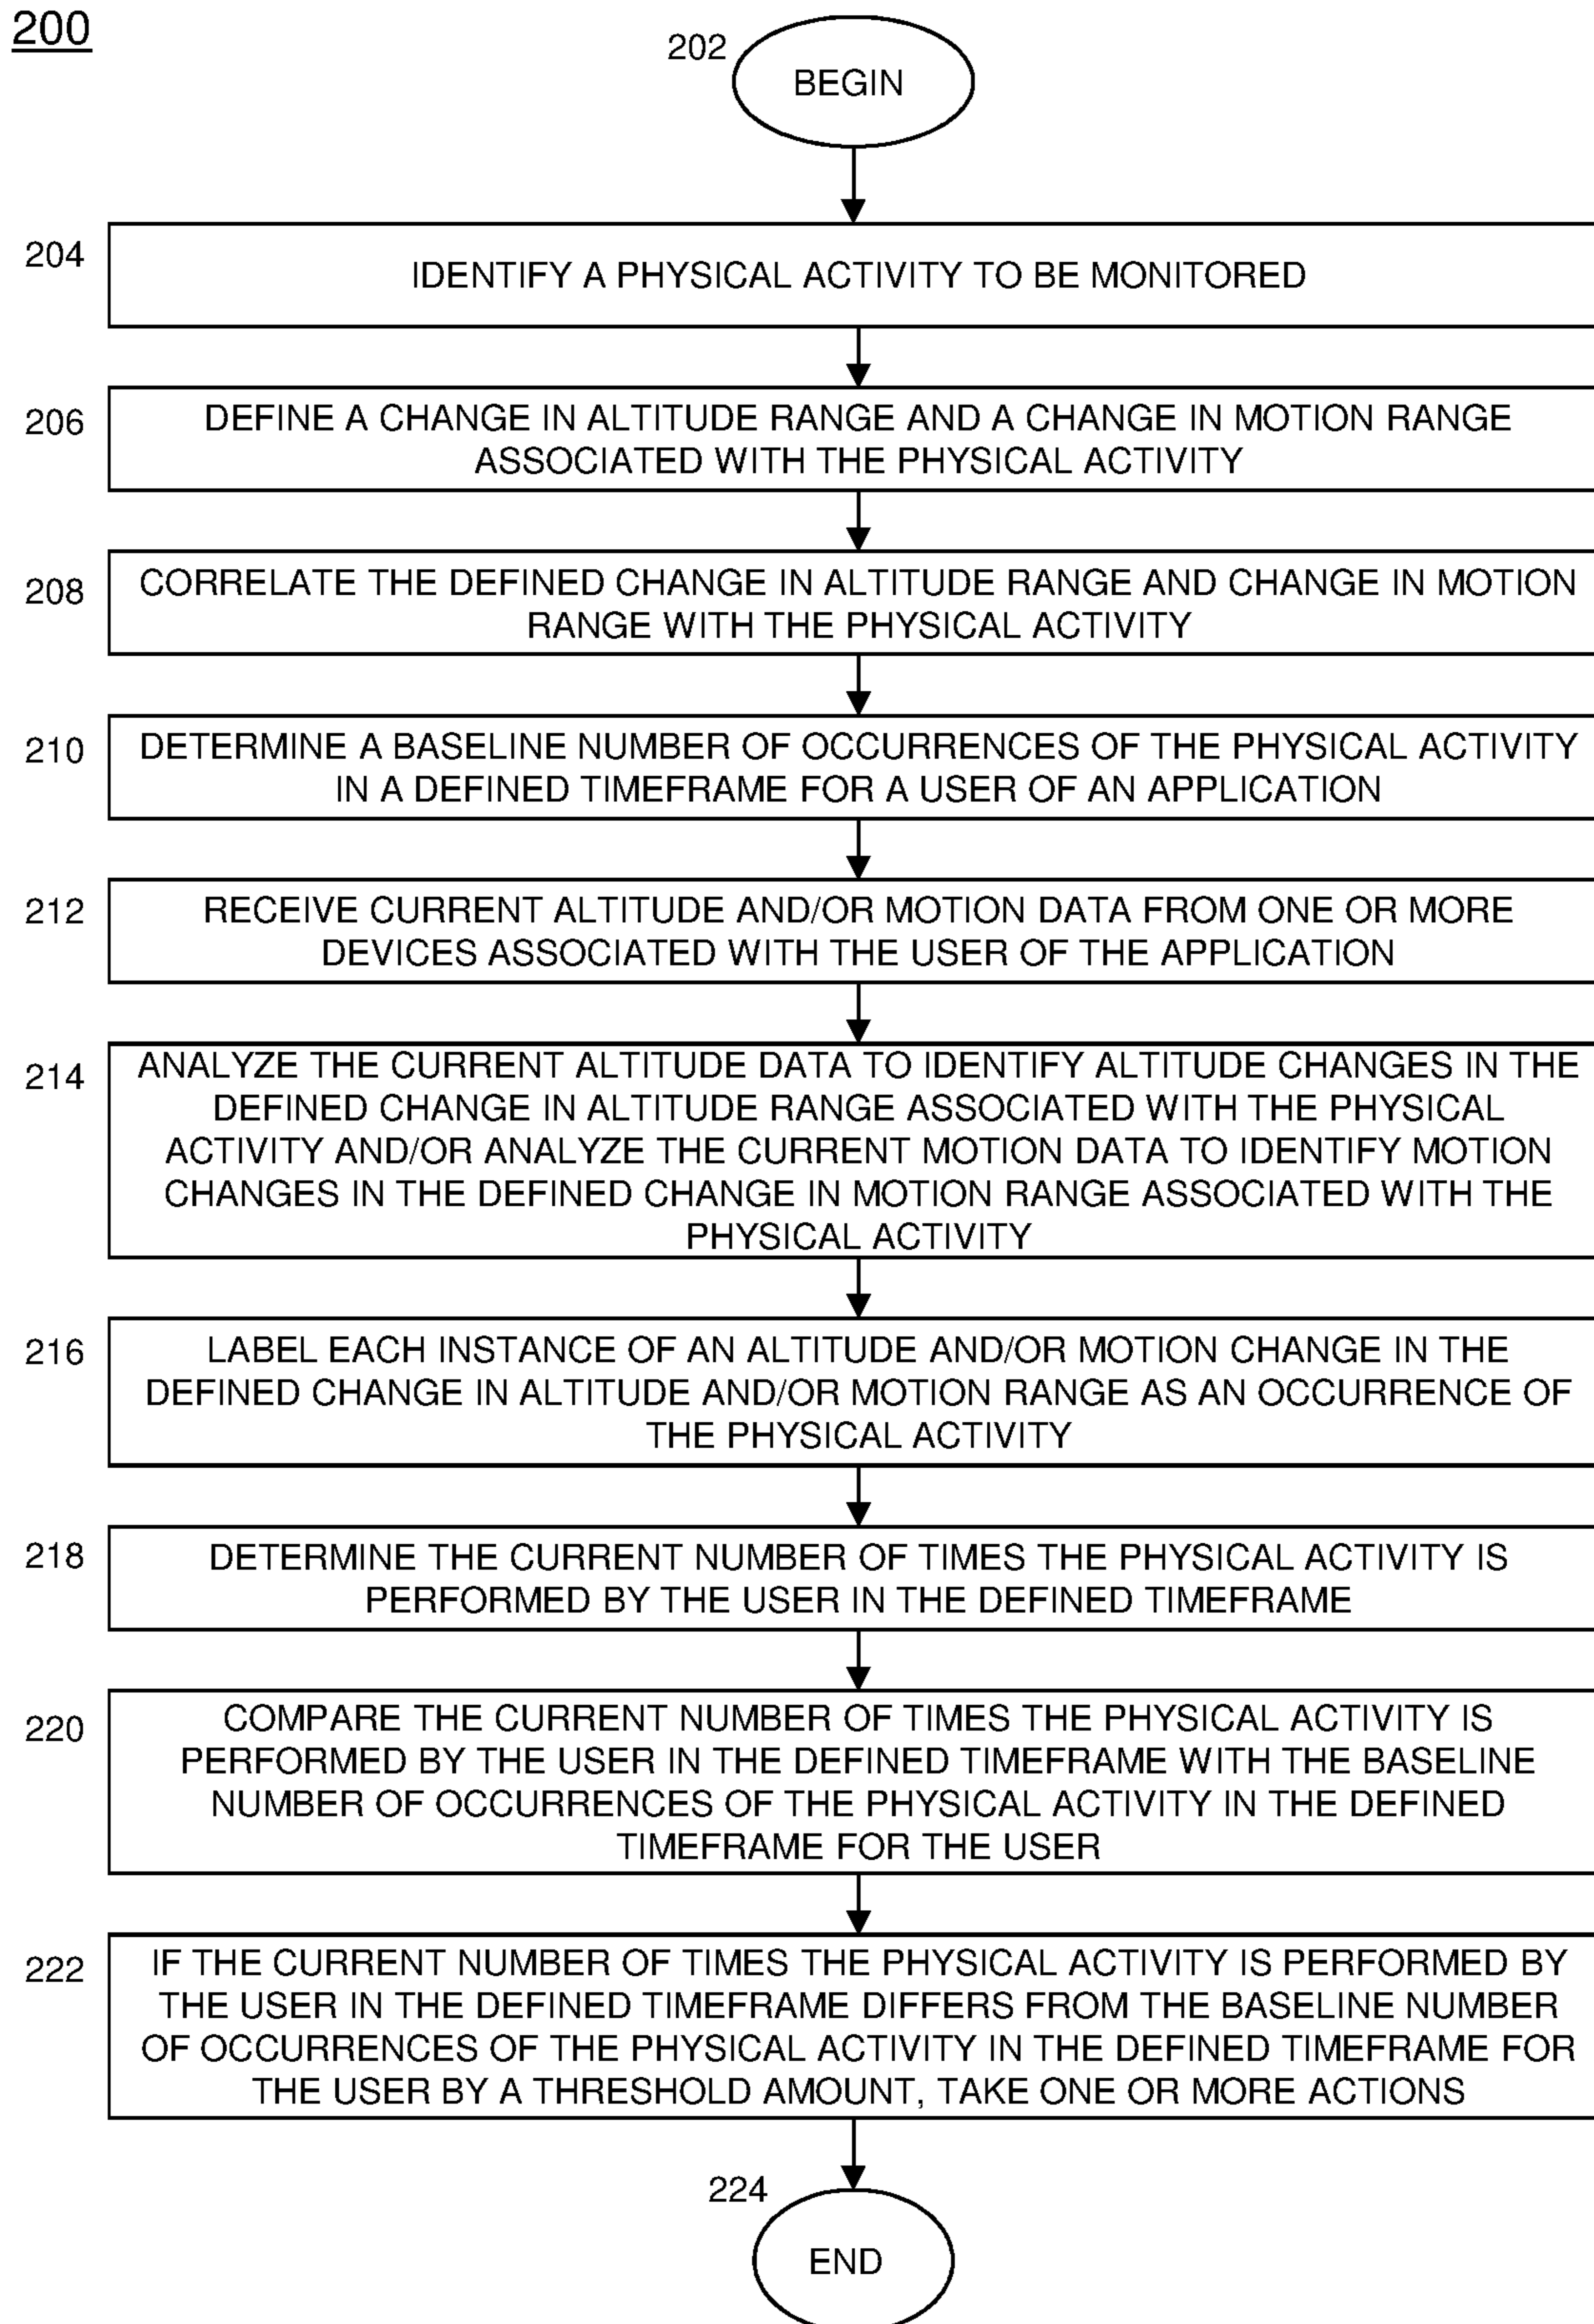 200
202
BEGIN
204
IDENTIFY A PHYSICAL ACTIVITY TO BE MONITORED
206
DEFINE A CHANGE IN ALTITUDE RANGE AND A CHANGE IN MOTION RANGE
ASSOCIATED WITH THE PHYSICAL ACTIVITY
208
CORRELATE THE DEFINED CHANGE IN ALTITUDE RANGE AND CHANGE IN MOTION
RANGE WITH THE PHYSICAL ACTIVITY
210
DETERMINE A BASELINE NUMBER OF OCCURRENCES OF THE PHYSICAL ACTIVITY
IN A DEFINED TIMEFRAME FOR A USER OF AN APPLICATION
212
RECEIVE CURRENT ALTITUDE AND/OR MOTION DATA FROM ONE OR MORE
DEVICES ASSOCIATED WITH THE USER OF THE APPLICATION
214
ANALYZE THE CURRENT ALTITUDE DATA TO IDENTIFY ALTITUDE CHANGES IN THE
DEFINED CHANGE IN ALTITUDE RANGE ASSOCIATED WITH THE PHYSICAL
ACTIVITY AND/OR ANALYZE THE CURRENT MOTION DATA TO IDENTIFY MOTION
CHANGES IN THE DEFINED CHANGE IN MOTION RANGE ASSOCIATED WITH THE
PHYSICAL ACTIVITY
216
LABEL EACH INSTANCE OF AN ALTITUDE AND/OR MOTION CHANGE IN THE
DEFINED CHANGE IN ALTITUDE AND/OR MOTION RANGE AS AN OCCURRENCE OF
THE PHYSICAL ACTIVITY
218
DETERMINE THE CURRENT NUMBER OF TIMES THE PHYSICAL ACTIVITY IS
PERFORMED BY THE USER IN THE DEFINED TIMEFRAME
220
COMPARE THE CURRENT NUMBER OF TIMES THE PHYSICAL ACTIVITY IS
PERFORMED BY THE USER IN THE DEFINED TIMEFRAME WITH THE BASELINE
NUMBER OF OCCURRENCES OF THE PHYSICAL ACTIVITY IN THE DEFINED
TIMEFRAME FOR THE USER
222
IF THE CURRENT NUMBER OF TIMES THE PHYSICAL ACTIVITY IS PERFORMED BY
THE USER IN THE DEFINED TIMEFRAME DIFFERS FROM THE BASELINE NUMBER
OF OCCURRENCES OF THE PHYSICAL ACTIVITY IN THE DEFINED TIMEFRAME FOR
THE USER BY A THRESHOLD AMOUNT, TAKE ONE OR MORE ACTIONS
224
END